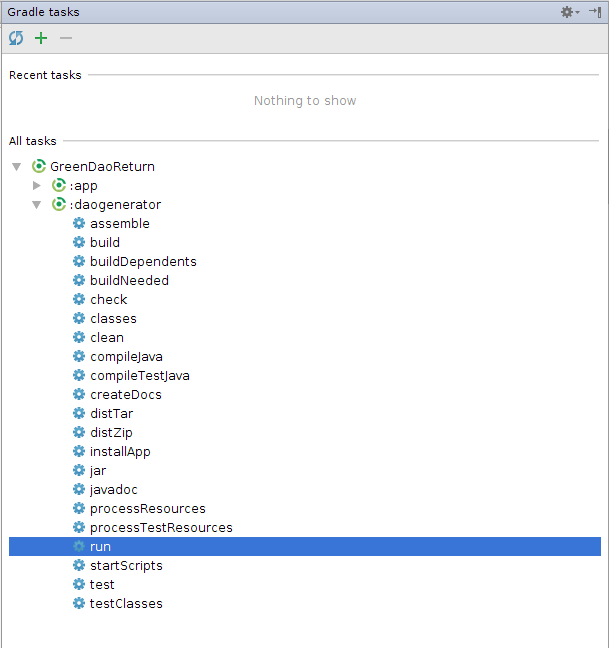 Gradle tasks
Recent tasks
Nothing to show
All tasks
GreenDaoReturn
:app
:daogenerator
assemble
build
buildDependents
buildNeeded
check
classes
clean
compileJava
compileTestJava
createDocs
distTar
distZip
installApp
jar
javadoc
processResources
processTestResources
run
startScripts
test
testClasses